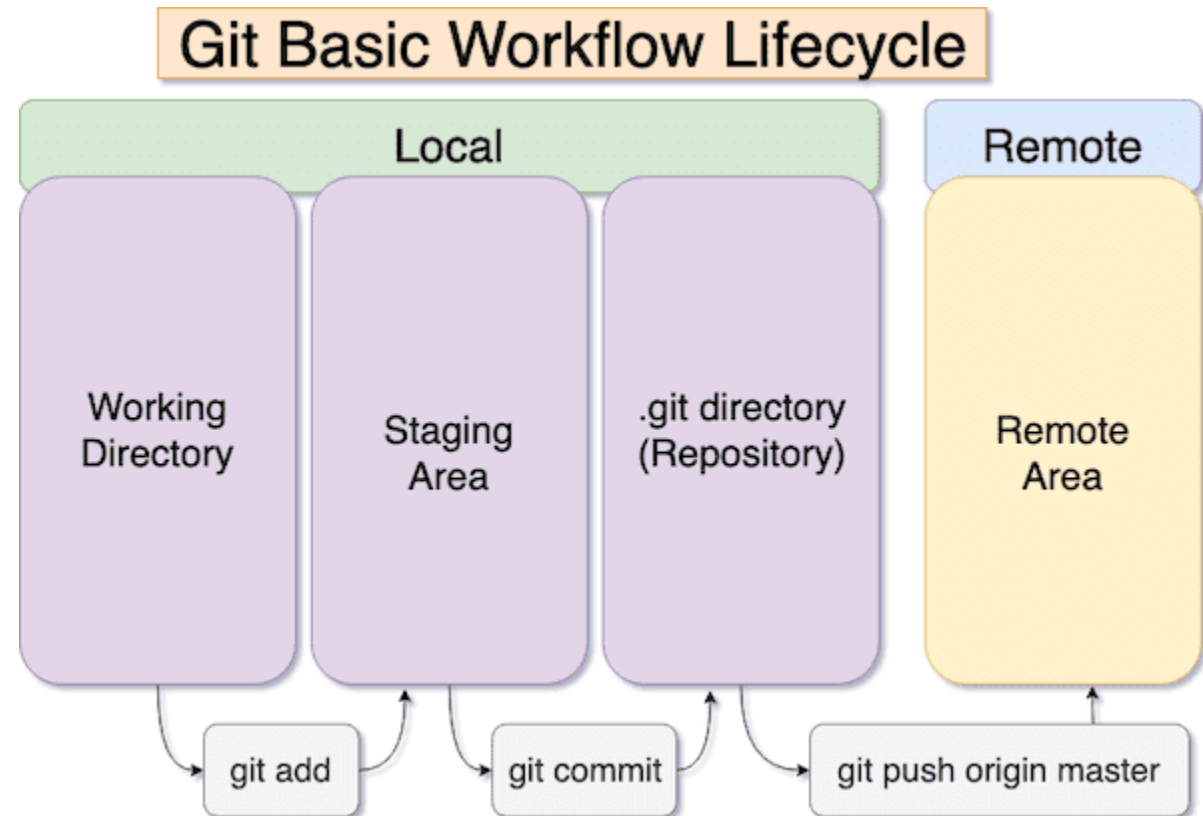 Git Basic Workflow Lifecycle
Local
Remote
Working
Directory
Staging
Area
.git directory
(Repository)
Remote
Area
git add
git commit
git push origin master